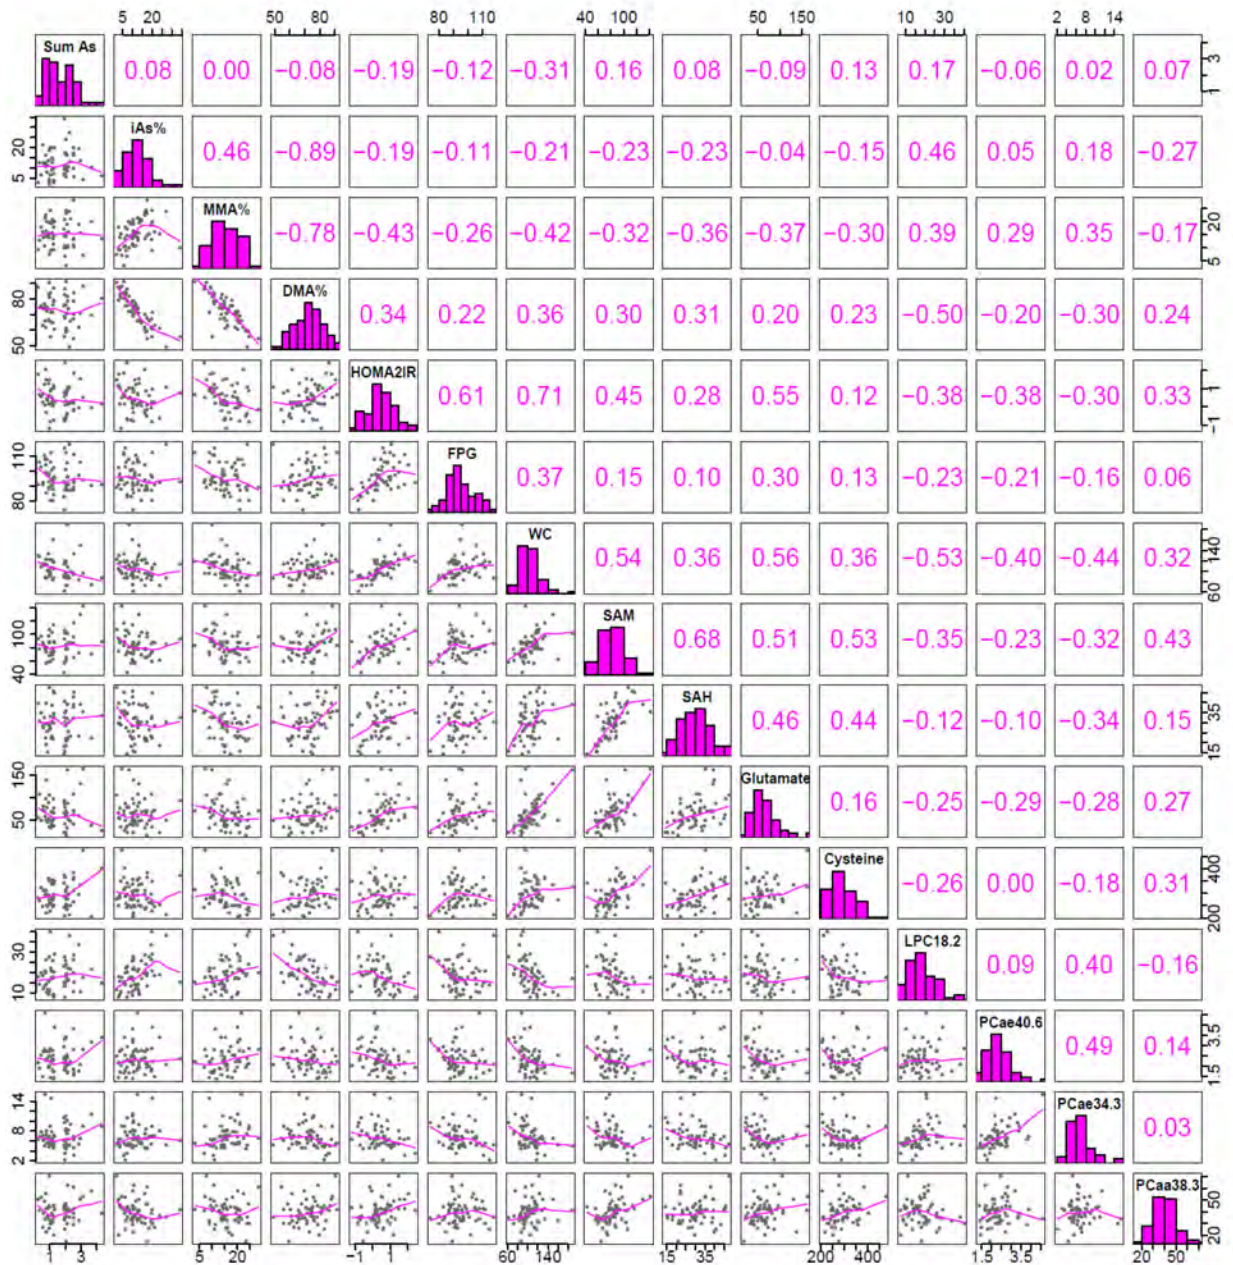 5 20 50 80 80 110 40 100 50 150 10 30 2 8 14
Sum As 0.08 0.00 −0.08 −0.19 −0.12 −0.31 0.16 0.08 −0.09 0.13 0.17 −0.06 0.02 0.07 1 3
5 20 iAs% 0.46 −0.89 −0.19 −0.11 −0.21 −0.23 −0.23 −0.04 −0.15 0.46 0.05 0.18 −0.27
MMA% −0.78 −0.43 −0.26 −0.42 −0.32 −0.36 −0.37 −0.30 0.39 0.29 0.35 −0.17 5 20
50 80 DMA% 0.34 0.22 0.36 0.30 0.31 0.20 0.23 −0.50 −0.20 −0.30 0.24
HOMA2IR 0.61 0.71 0.45 0.28 0.55 0.12 −0.38 −0.38 −0.30 0.33 −1 1
80 110 FPG 0.37 0.15 0.10 0.30 0.13 −0.23 −0.21 −0.16 0.06
WC 0.54 0.36 0.56 0.36 −0.53 −0.40 −0.44 0.32 60 140
40 100 SAM 0.68 0.51 0.53 −0.35 −0.23 −0.32 0.43
SAH 0.46 0.44 −0.12 −0.10 −0.34 0.15 15 35
50 150 Glutamate 0.16 −0.25 −0.29 −0.28 0.27
Cysteine −0.26 0.00 −0.18 0.31 200 400
10 30 LPC18.2 0.09 0.40 −0.16
PCae40.6 0.49 0.14 1.5 3.5
2 8 14 PCae34.3 0.03
PCaa38.3 20 50
1 3 5 20 −1 1 60 140 15 35 200 400 1.5 3.5 20 50